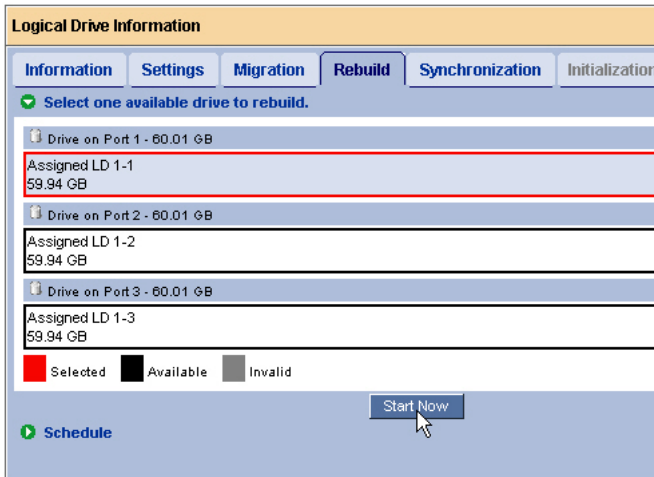 Logical Drive Information
Information Settings Migration Rebuild Synchronization Initialization
Select one available drive to rebuild.
Drive on Port 1 - 60.01 GB
Assigned LD 1-1
59.94 GB
Drive on Port 2 - 60.01 GB
Assigned LD 1-2
59.94 GB
Drive on Port 3 - 60.01 GB
Assigned LD 1-3
59.94 GB
Selected Available Invalid
Start Now
Schedule